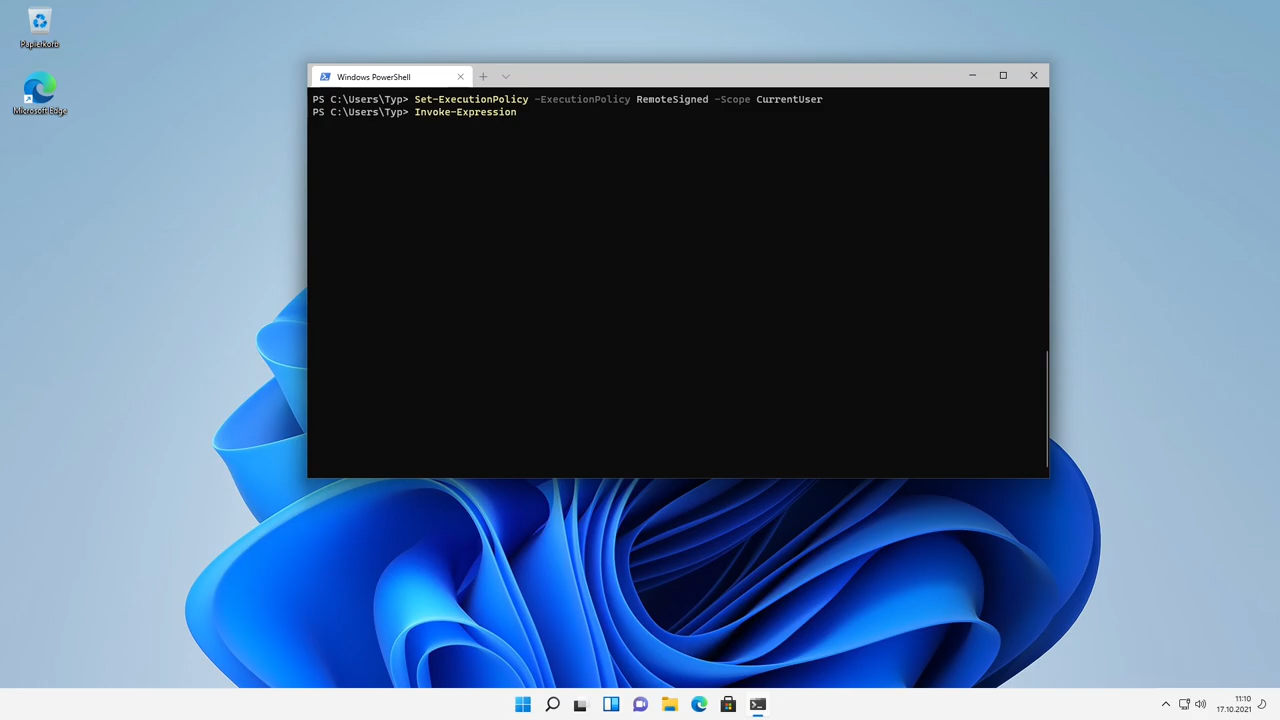 Papierkorb
Microsoft Edge
Windows PowerShell
PS C:\Users\Typ> Set-ExecutionPolicy -ExecutionPolicy RemoteSigned -Scope CurrentUser
PS C:\Users\Typ> Invoke-Expression
11:10
17.10.2021